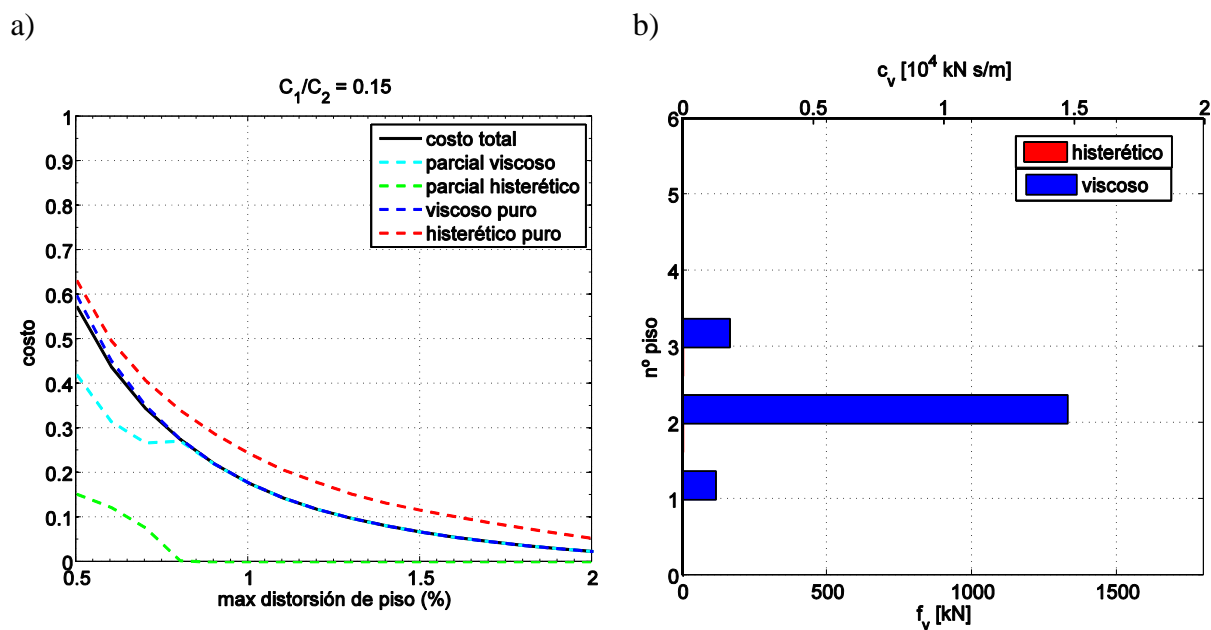 a)
C1/C2 = 0.15
1
0.9
0.8
0.7
0.6
0.5
0.4
0.3
0.2
0.1
0
costo
costo total
parcial viscoso
parcial histerético
viscoso puro
histerético puro
0.5
1
1.5
2
max distorsión de piso (%)
b)
cv [10^4 kN s/m]
0
0.5
1
1.5
2
6
5
4
3
2
1
0
nº piso
histerético
viscoso
0
500
1000
1500
fy [kN]